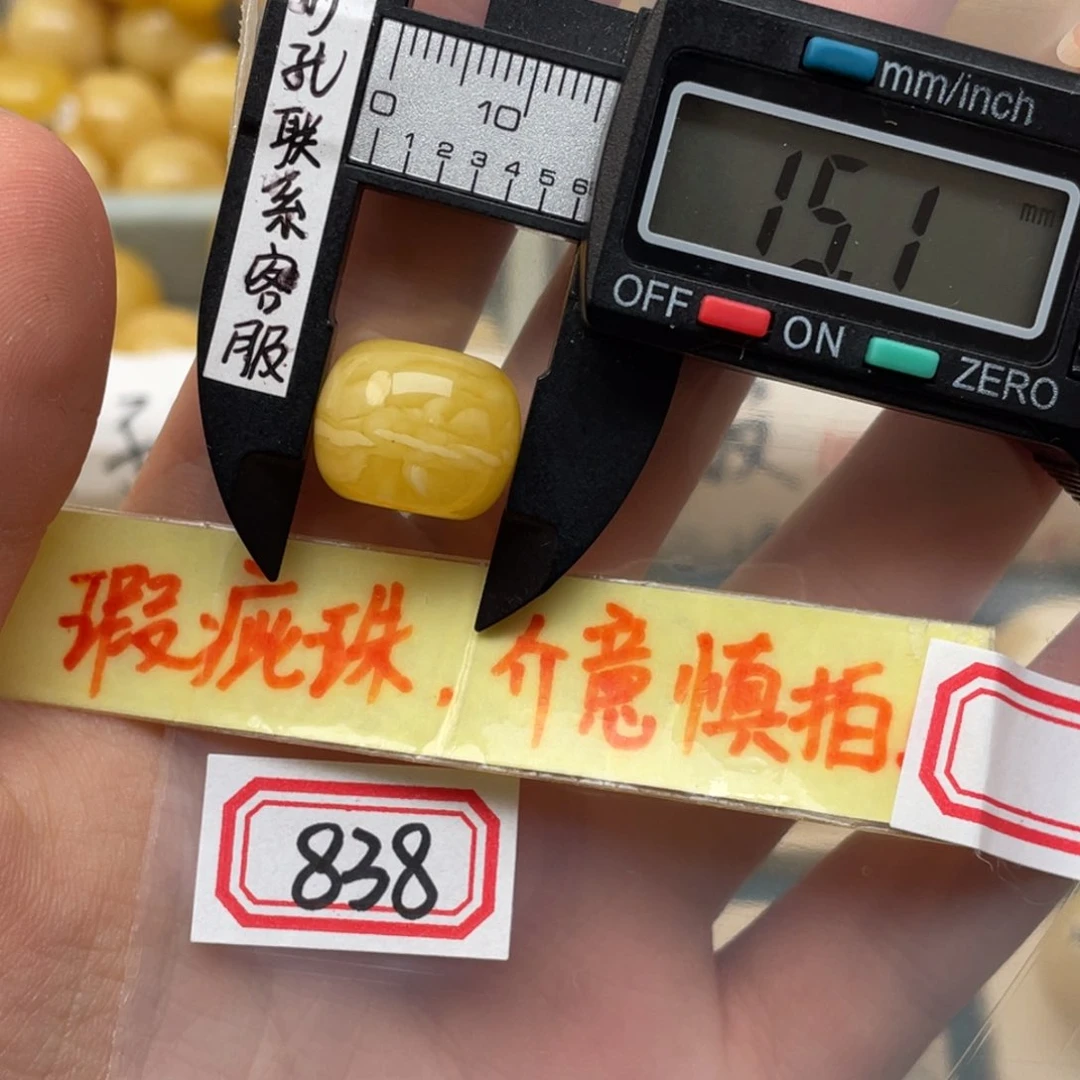 孔联系客服
0 10
1 2 3 4 5 6
mm/inch
15.1 mm
OFF ON ZERO
瑕疵珠,介意慎拍.
838